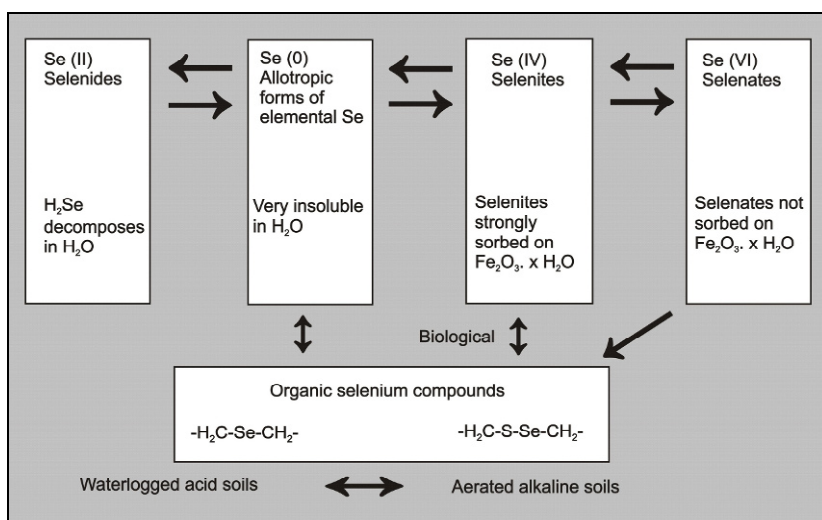 Se (II)
Selenides
H₂Se
decomposes
in H₂O
Se (0)
Allotropic
forms of
elemental Se
Very insoluble
in H₂O
Se (IV)
Selenites
Selenites
strongly
sorbed on
Fe₂O₃. x H₂O
Se (VI)
Selenates
Selenates not
sorbed on
Fe₂O₃. x H₂O
Biological
Organic selenium compounds
-H₂C-Se-CH₂-
-H₂C-S-Se-CH₂-
Waterlogged acid soils
Aerated alkaline soils